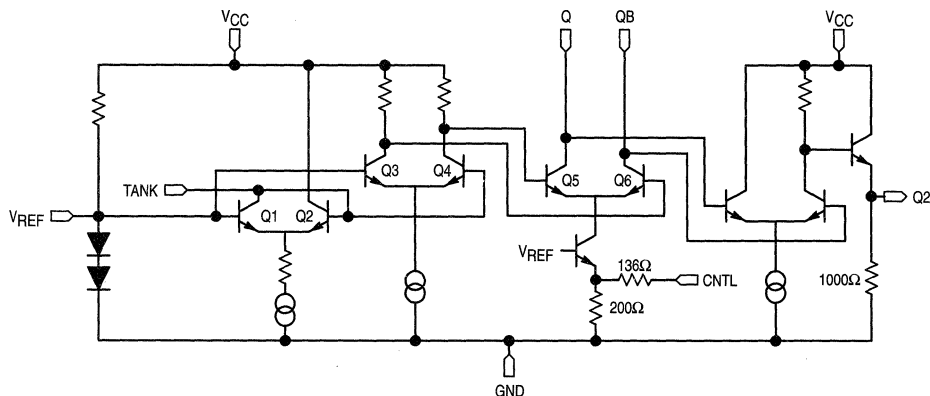 VCC
Q
QB
VCC
Q3
Q4
Q5
Q6
TANK
Q1
Q2
VREF
Q2
VREF
136Ω
CNTL
200Ω
1000Ω
GND